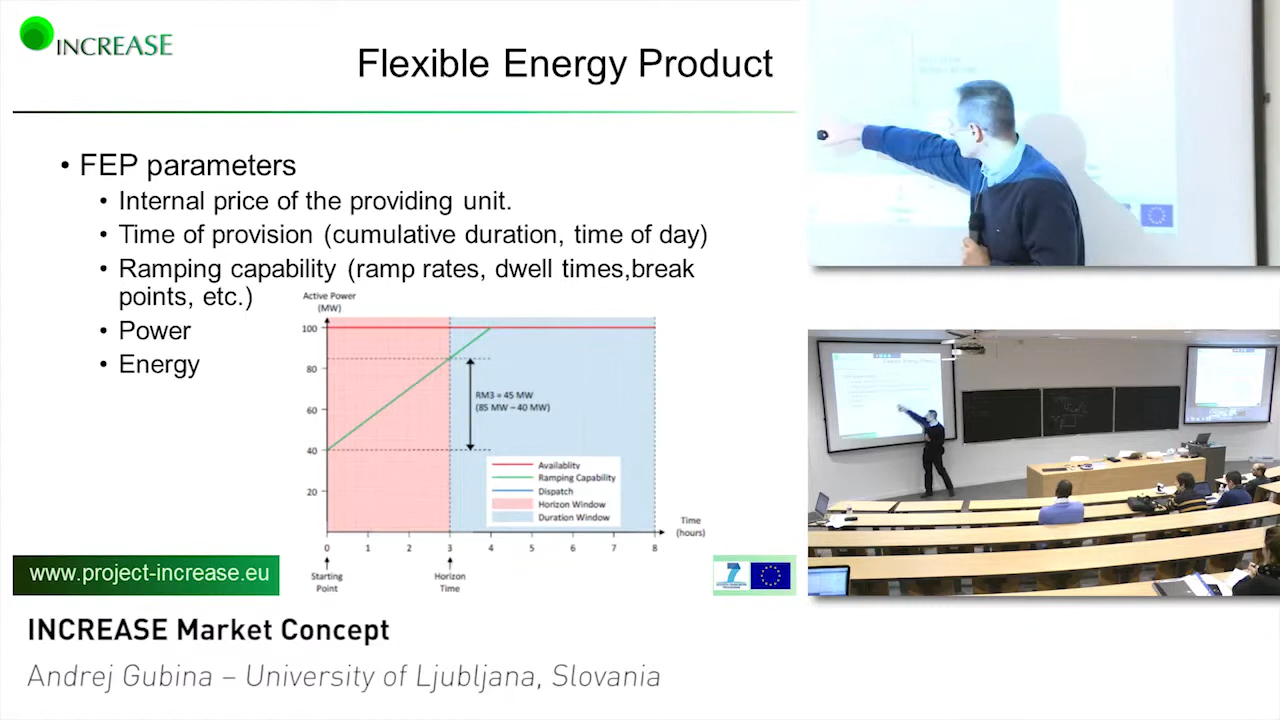 INCREASE
Flexible Energy Product
• FEP parameters
• Internal price of the providing unit.
• Time of provision (cumulative duration, time of day)
• Ramping capability (ramp rates, dwell times,break
points, etc.)
• Power
• Energy
Active Power
(MW)
100
80
60
40
20
RM3 = 45 MW
(85 MW – 40 MW)
Availablity
Ramping Capability
Dispatch
Horizon Window
Duration Window
Time
(hours)
0 1 2 3 4 5 6 7 8
Starting
Point
Horizon
Time
www.project-increase.eu
7
INCREASE Market Concept
Andrej Gubina – University of Ljubljana, Slovania